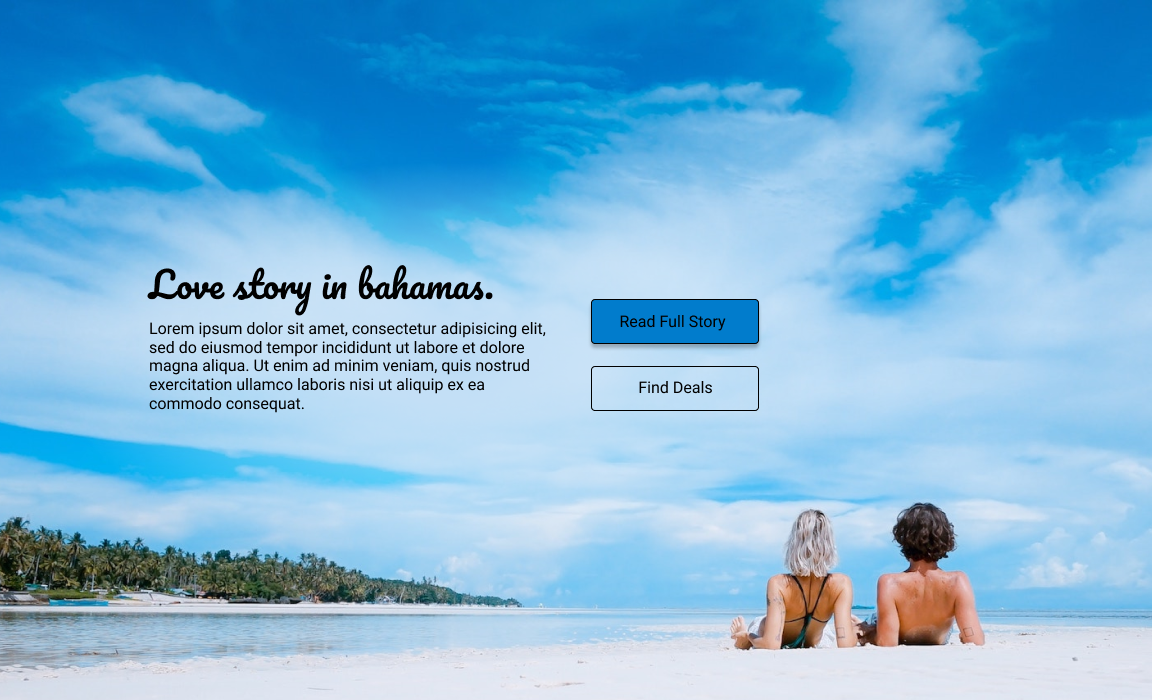 Love story in bahamas.
Lorem ipsum dolor sit amet, consectetur adipisicing elit,
sed do eiusmod tempor incididunt ut labore et dolore
magna aliqua. Ut enim ad minim veniam, quis nostrud
exercitation ullamco laboris nisi ut aliquip ex ea
commodo consequat.
Read Full Story
Find Deals